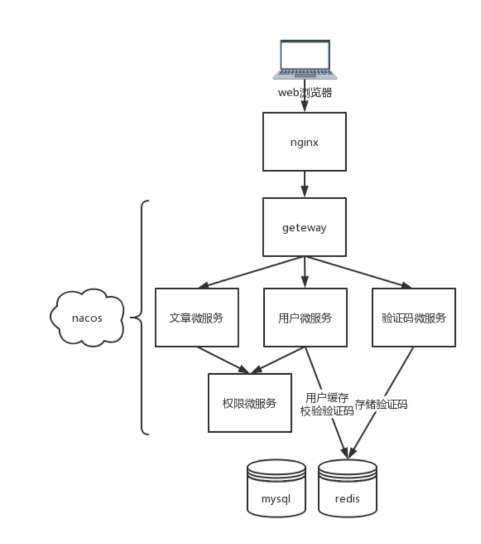 web浏览器
nginx
geteway
nacos
文章微服务
用户微服务
验证码微服务
权限微服务
用户缓存
校验验证码
存储验证码
mysql
redis